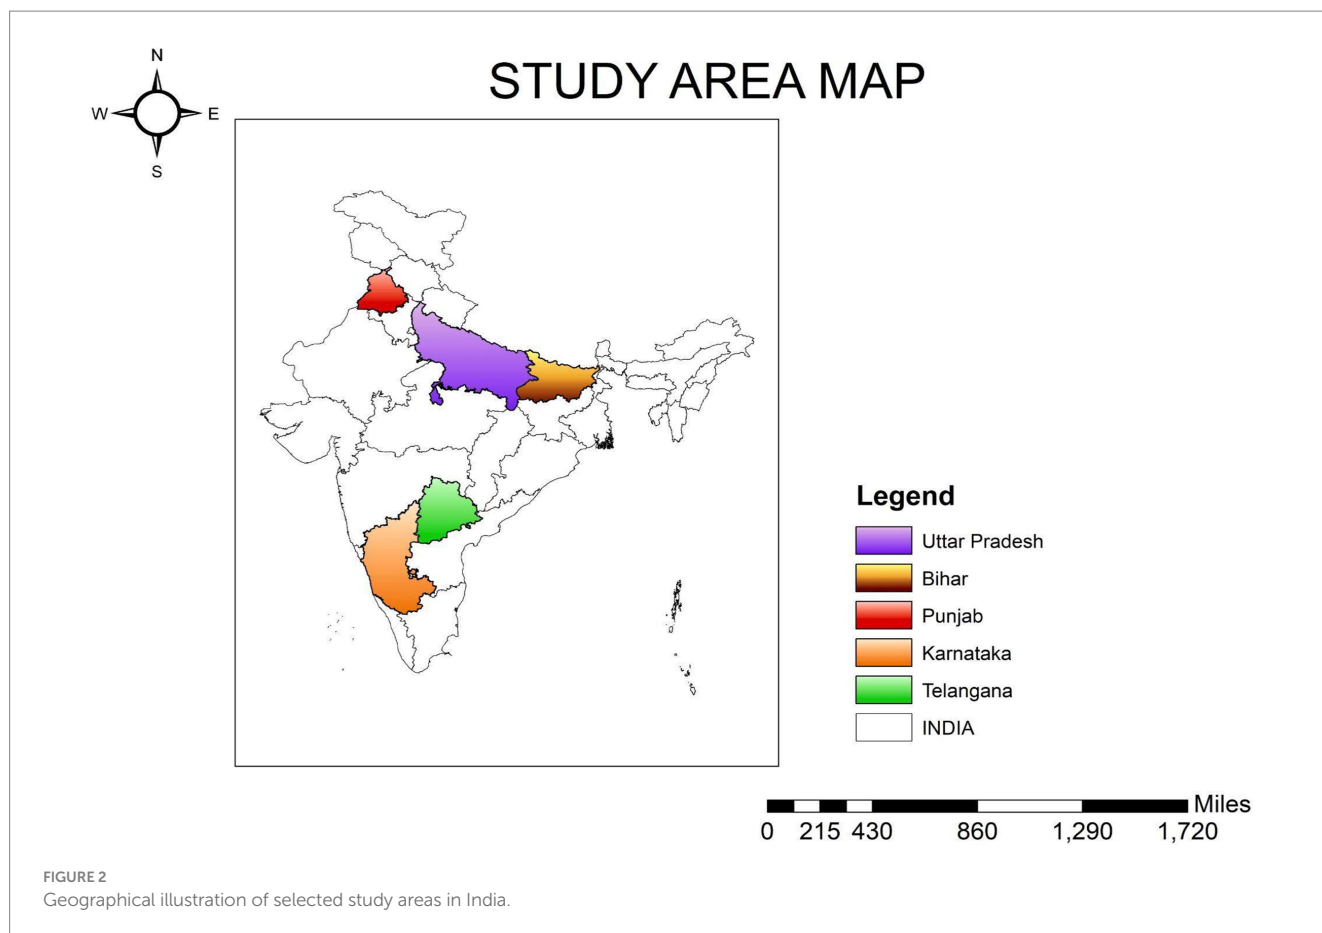 N
STUDY AREA MAP
W E
S
Legend
Uttar Pradesh
Bihar
Punjab
Karnataka
Telangana
INDIA
Miles
0 215 430 860 1,290 1,720
FIGURE 2
Geographical illustration of selected study areas in India.